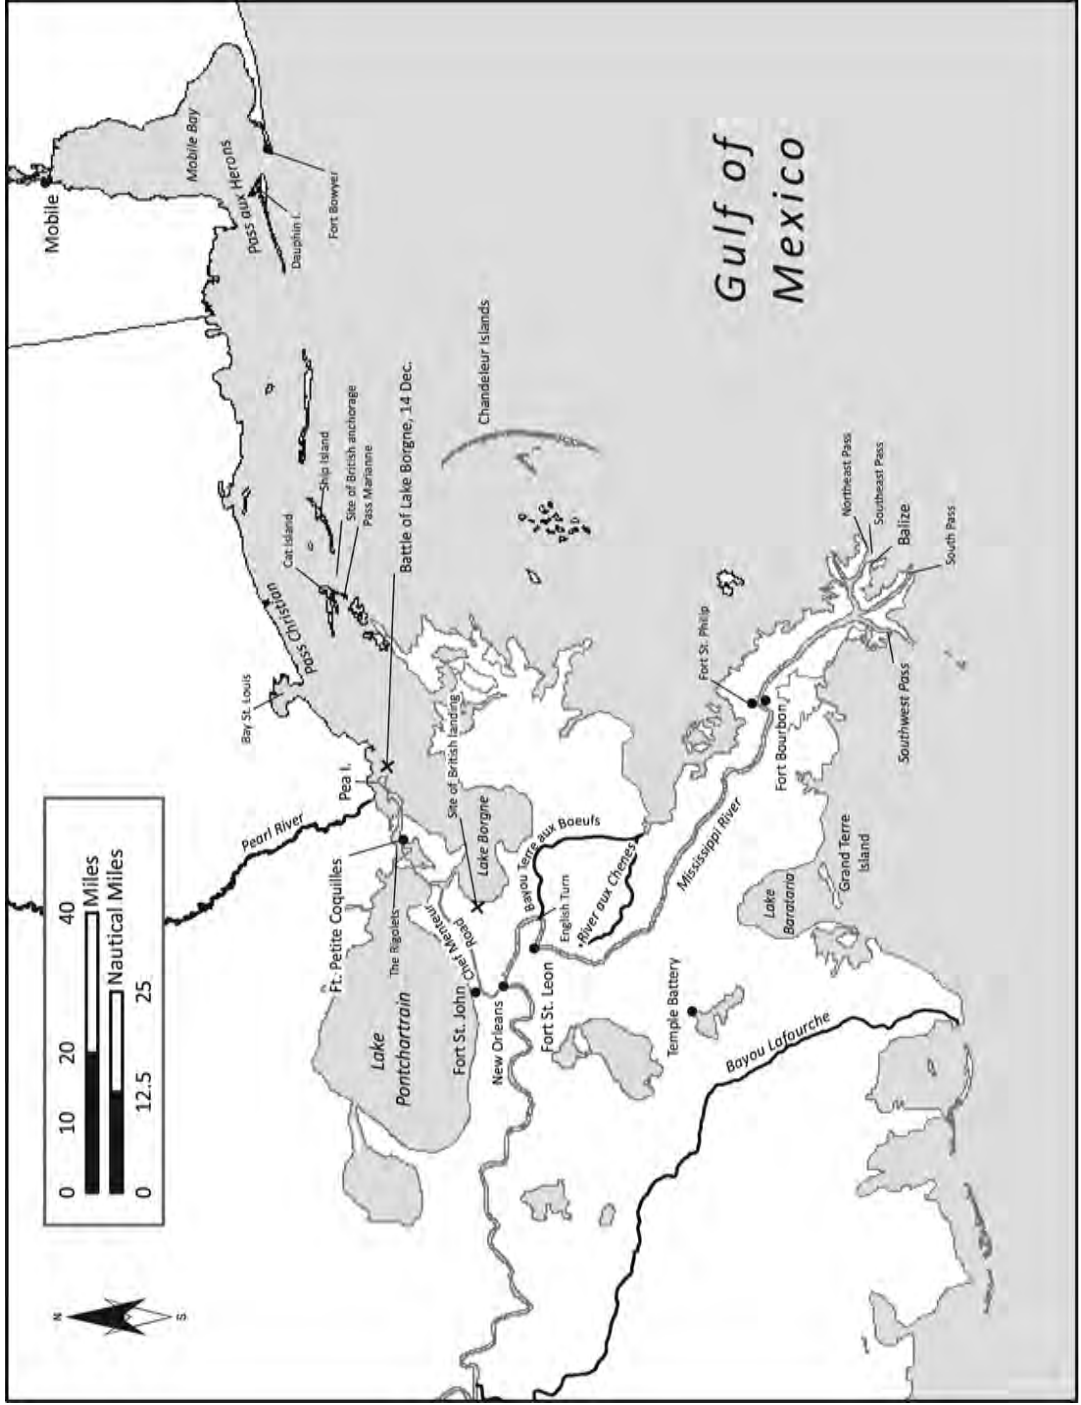 N
S
0 10 20 40
Miles
Nautical Miles
0 12.5 25
Mobile
Mobile Bay
Pass aux Herons
Dauphin I.
Fort Bowyer
Pearl River
Bay St. Louis
Pass Christian
Cat Island
Ship Island
Site of British anchorage
Pass Marianne
Battle of Lake Borgne, 14 Dec.
Chandeleur Islands
Gulf of
Mexico
Pea I.
Ft. Petite Coquilles
The Rigolets
Lake
Pontchartrain
Chef Menteur
Road
Fort St. John
Lake Borgne
Site of British landing
New Orleans
Bayou Terre aux Boeufs
English Turn
Fort St. Leon
River aux Chenes
Mississippi River
Temple Battery
Bayou Lafourche
Lake
Barataria
Grand Terre
Island
Fort St. Philip
Fort Bourbon
Northeast Pass
Southeast Pass
Balize
South Pass
Southwest Pass